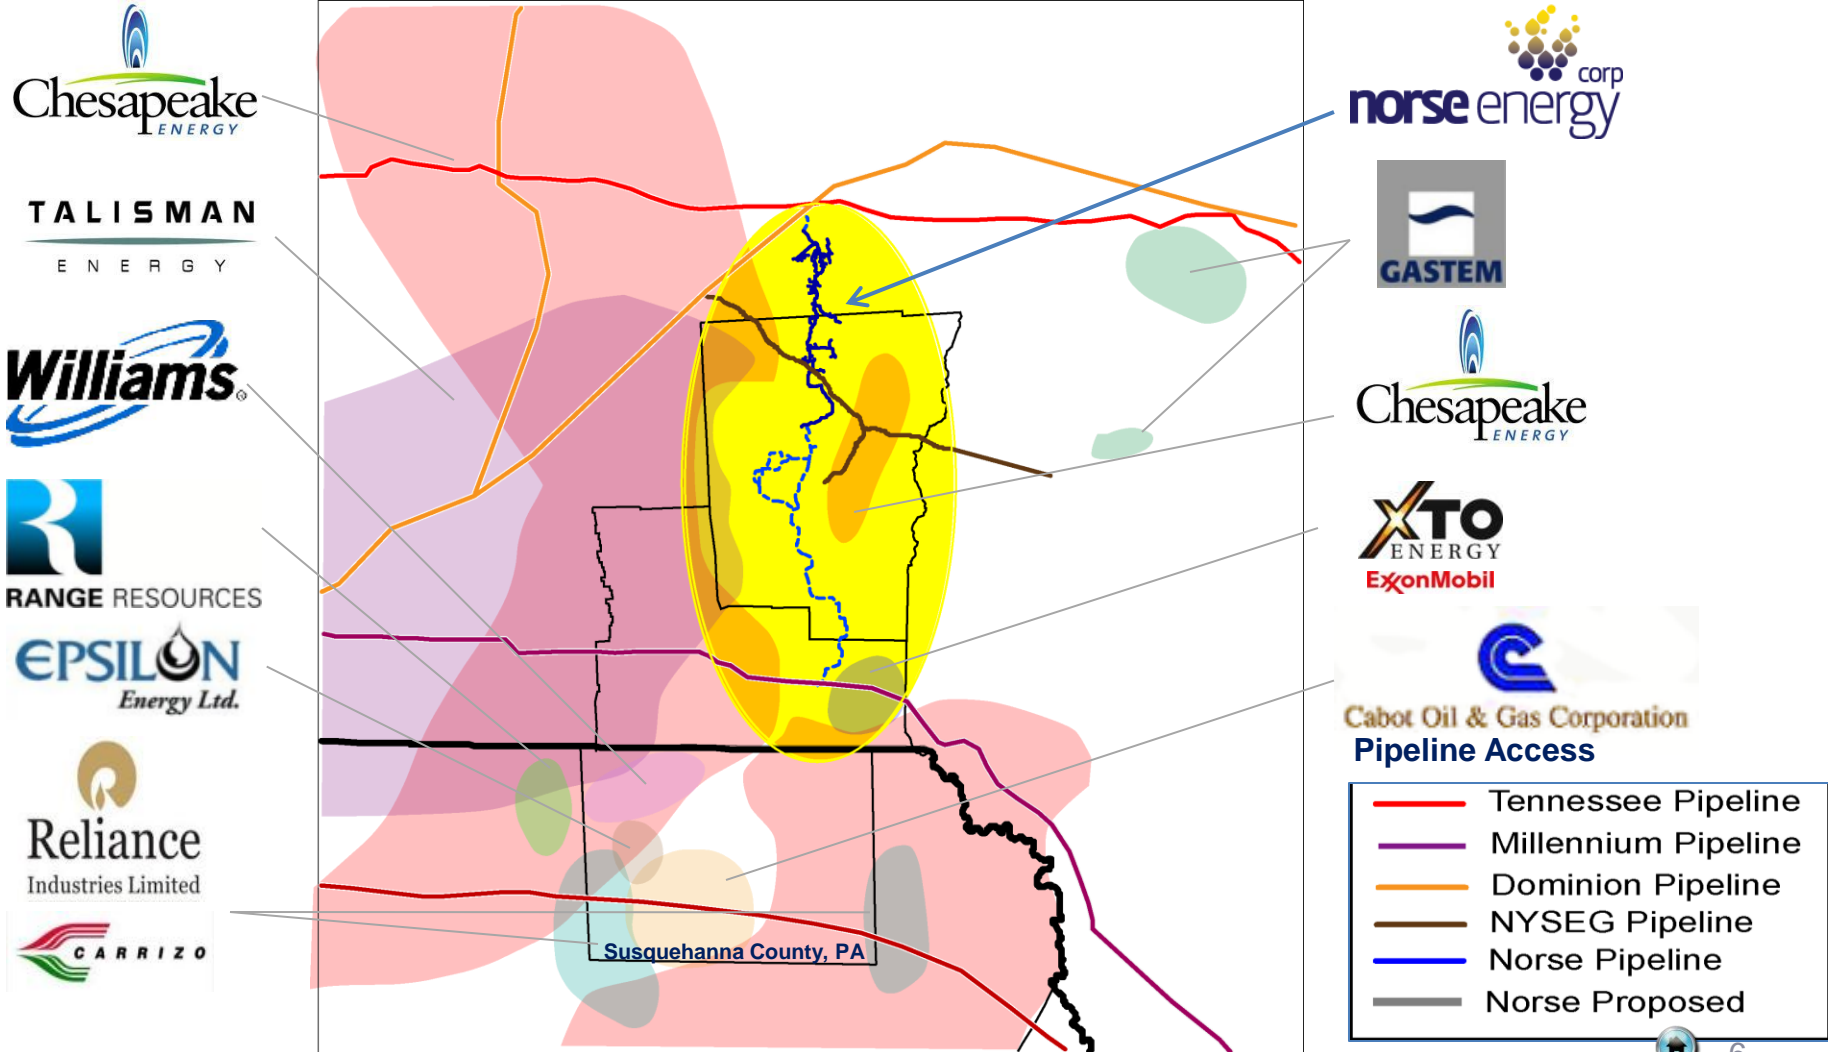 Chesapeake
ENERGY
TALISMAN
ENERGY
Williams®
RANGE RESOURCES
EPSILON
Energy Ltd.
Reliance
Industries Limited
CARRIZO
Susquehanna County, PA
corp
norse energy
GASTEM
Chesapeake
ENERGY
XTO
ENERGY
ExxonMobil
Cabot Oil & Gas Corporation
Pipeline Access
Tennessee Pipeline
Millennium Pipeline
Dominion Pipeline
NYSEG Pipeline
Norse Pipeline
Norse Proposed
6